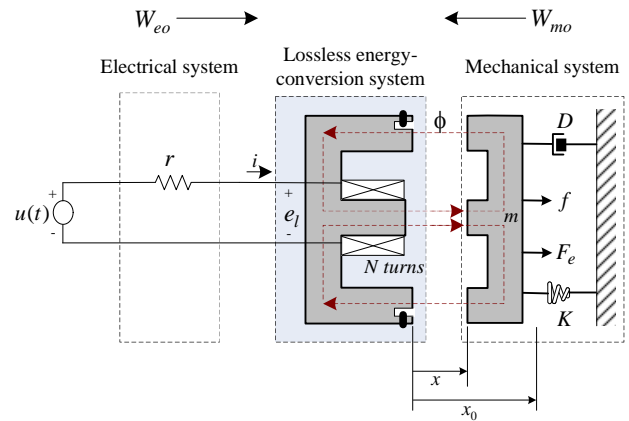 W_eo
W_mo
Lossless energy-
conversion system
Electrical system
Mechanical system
D
ϕ
r
i
+
+
u(t)
-
e_l
-
m
f
F_e
N turns
K
x
x_0